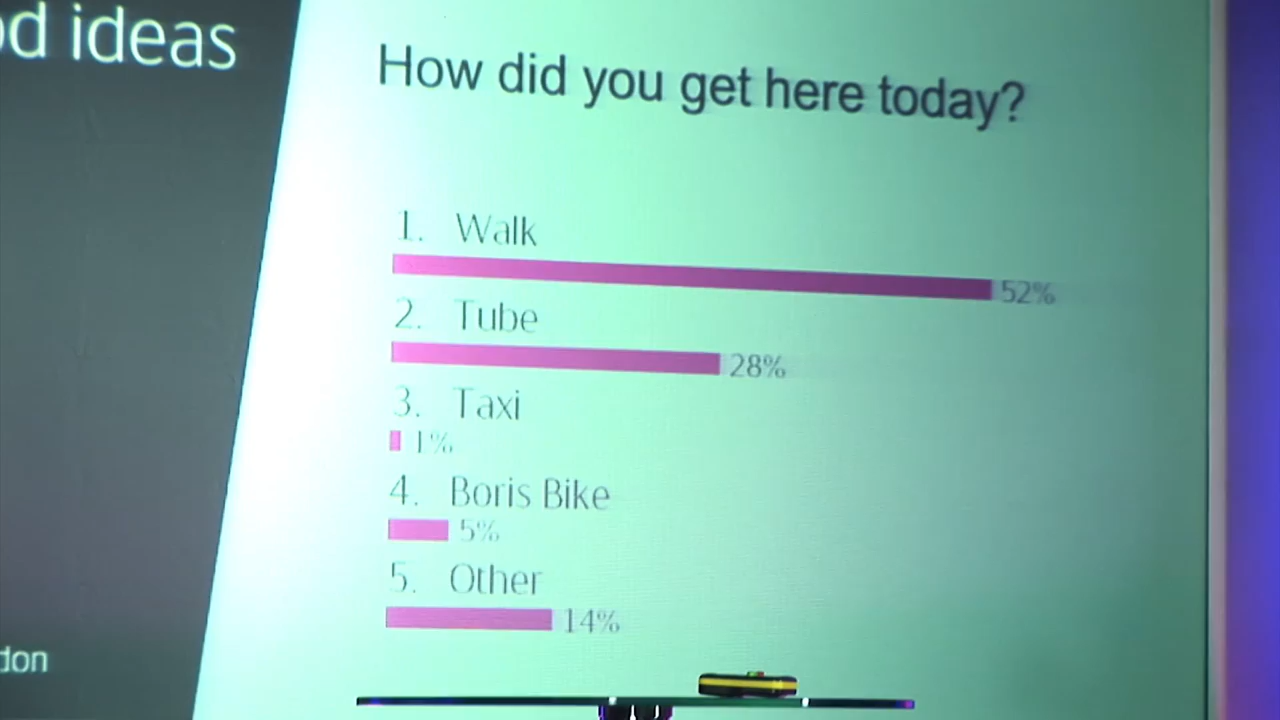 ideas
How did you get here today?
1. Walk
52%
2. Tube
28%
3. Taxi
1%
4. Boris Bike
5%
5. Other
14%